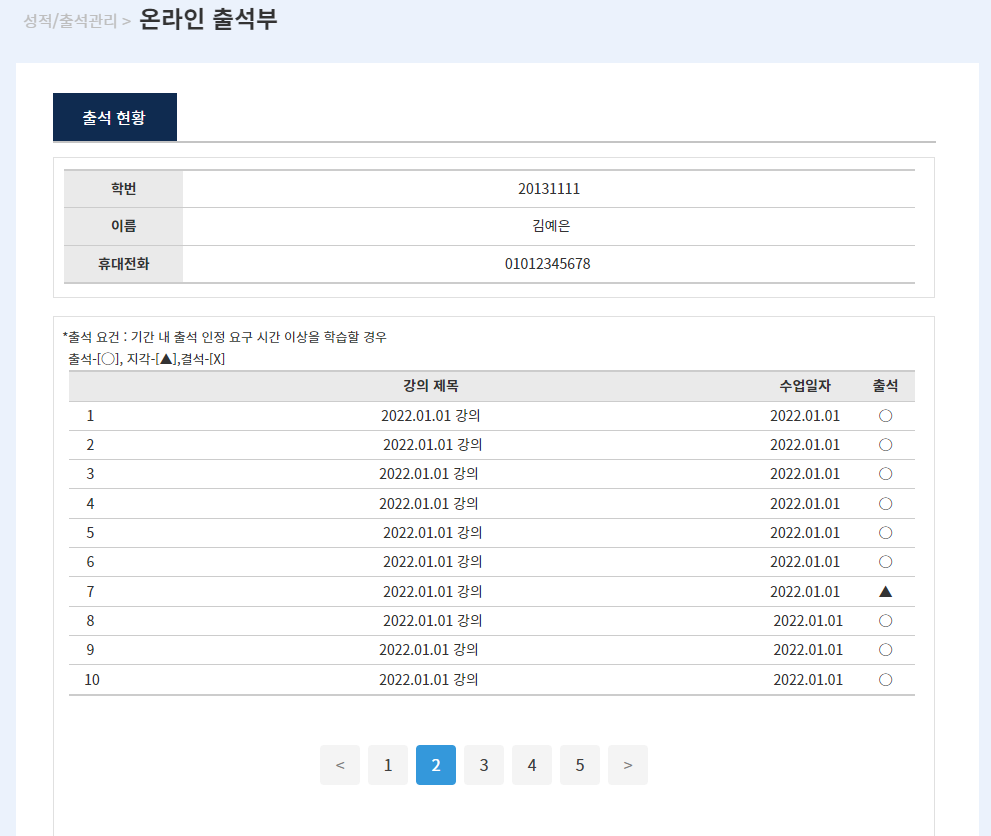 성적/출석관리 > 온라인 출석부
출석 현황
학번 20131111
이름 김예은
휴대전화 01012345678
*출석 요건 : 기간 내 출석 인정 요구 시간 이상을 학습할 경우
출석-[○], 지각-[▲],결석-[X]
강의 제목 수업일자 출석
1 2022.01.01 강의 2022.01.01 ○
2 2022.01.01 강의 2022.01.01 ○
3 2022.01.01 강의 2022.01.01 ○
4 2022.01.01 강의 2022.01.01 ○
5 2022.01.01 강의 2022.01.01 ○
6 2022.01.01 강의 2022.01.01 ○
7 2022.01.01 강의 2022.01.01 ▲
8 2022.01.01 강의 2022.01.01 ○
9 2022.01.01 강의 2022.01.01 ○
10 2022.01.01 강의 2022.01.01 ○
< 1 2 3 4 5 >